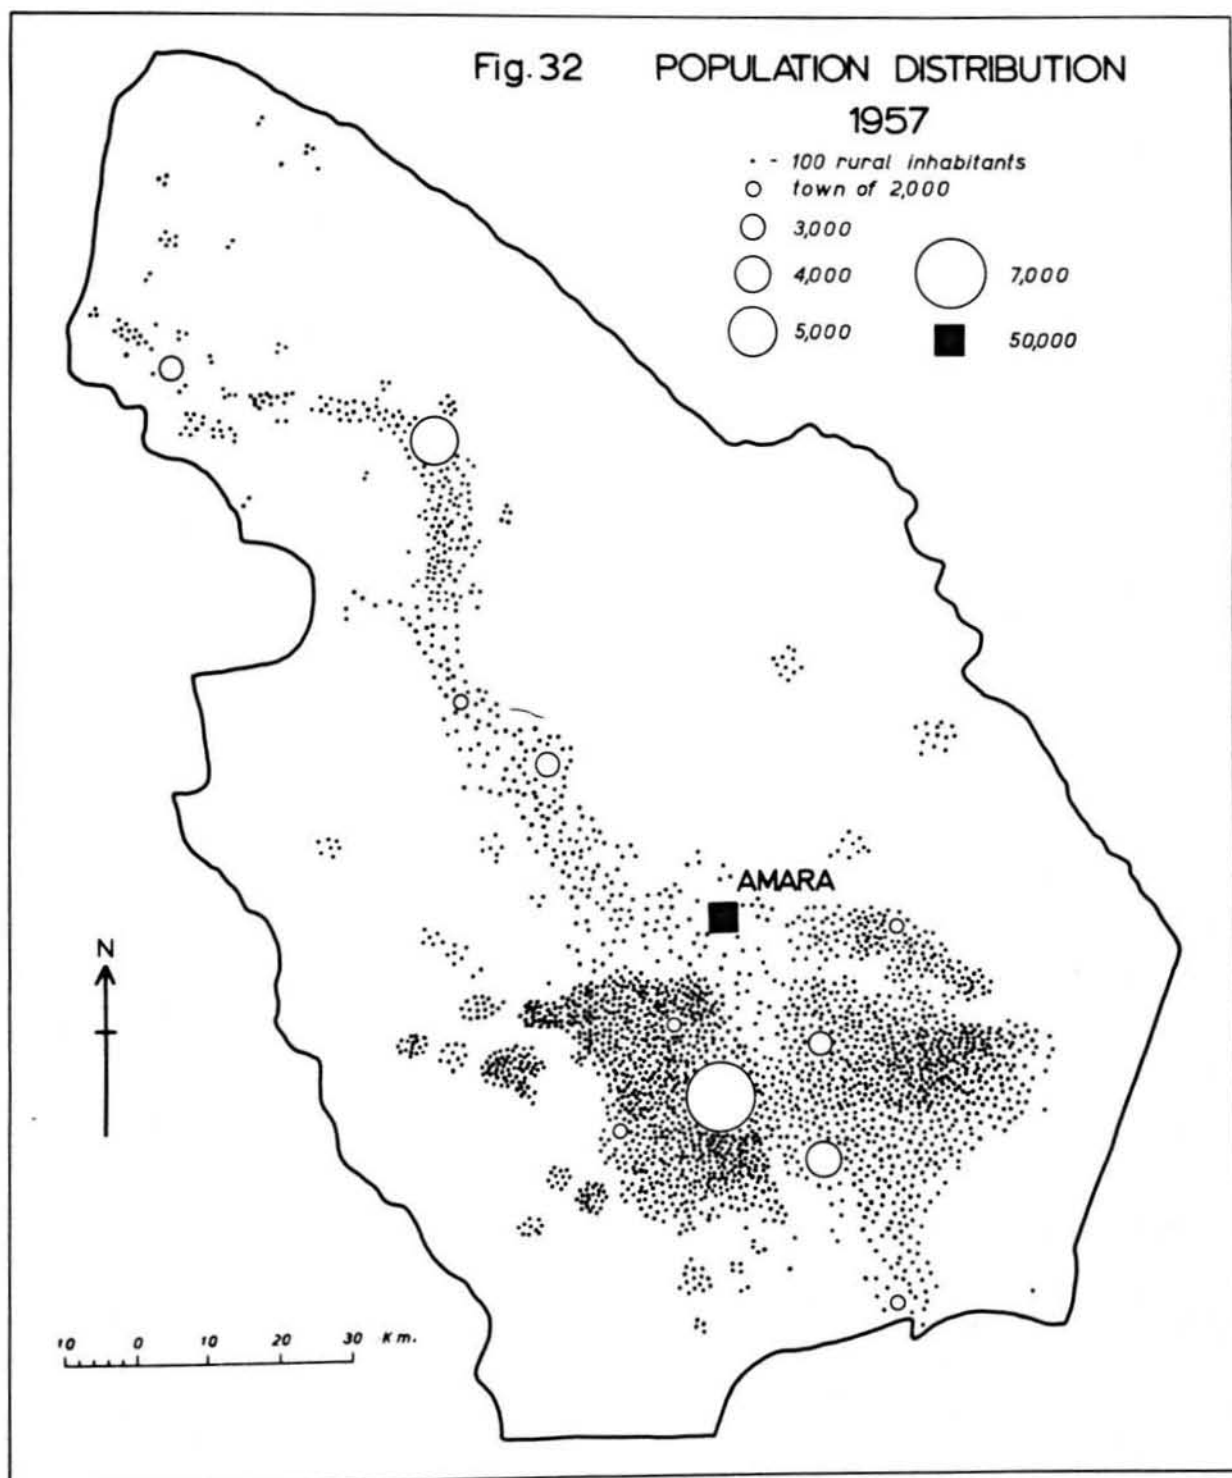 Fig. 32 POPULATION DISTRIBUTION
1957
· - 100 rural inhabitants
town of 2,000
3,000
4,000
7,000
5,000
50,000
AMARA
N
10 0 10 20 30 Km.